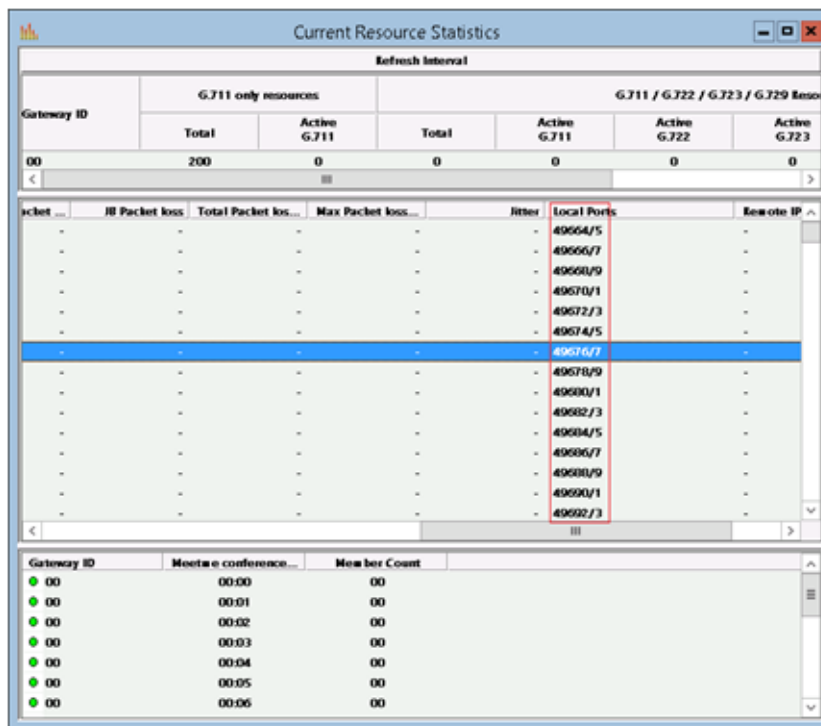 Current Resource Statistics
Refresh Interval
Gateway ID G.711 only resources G.711 / G.722 / G.723 / G.729 Reso
Total Active G.711 Total Active G.711 Active G.722 Active G.723
00 200 0 0 0 0 0
acket ... JB Packet loss Total Packet los... Max Packet loss... Jitter Local Ports Remote IP
- - - - - 49664/5 -
- - - - - 49666/7 -
- - - - - 49668/9 -
- - - - - 49670/1 -
- - - - - 49672/3 -
- - - - - 49674/5 -
- - - - - 49676/7 -
- - - - - 49678/9 -
- - - - - 49680/1 -
- - - - - 49682/3 -
- - - - - 49684/5 -
- - - - - 49686/7 -
- - - - - 49688/9 -
- - - - - 49690/1 -
- - - - - 49692/3 -
Gateway ID Meetme conference... Member Count
00 00:00 00
00 00:01 00
00 00:02 00
00 00:03 00
00 00:04 00
00 00:05 00
00 00:06 00